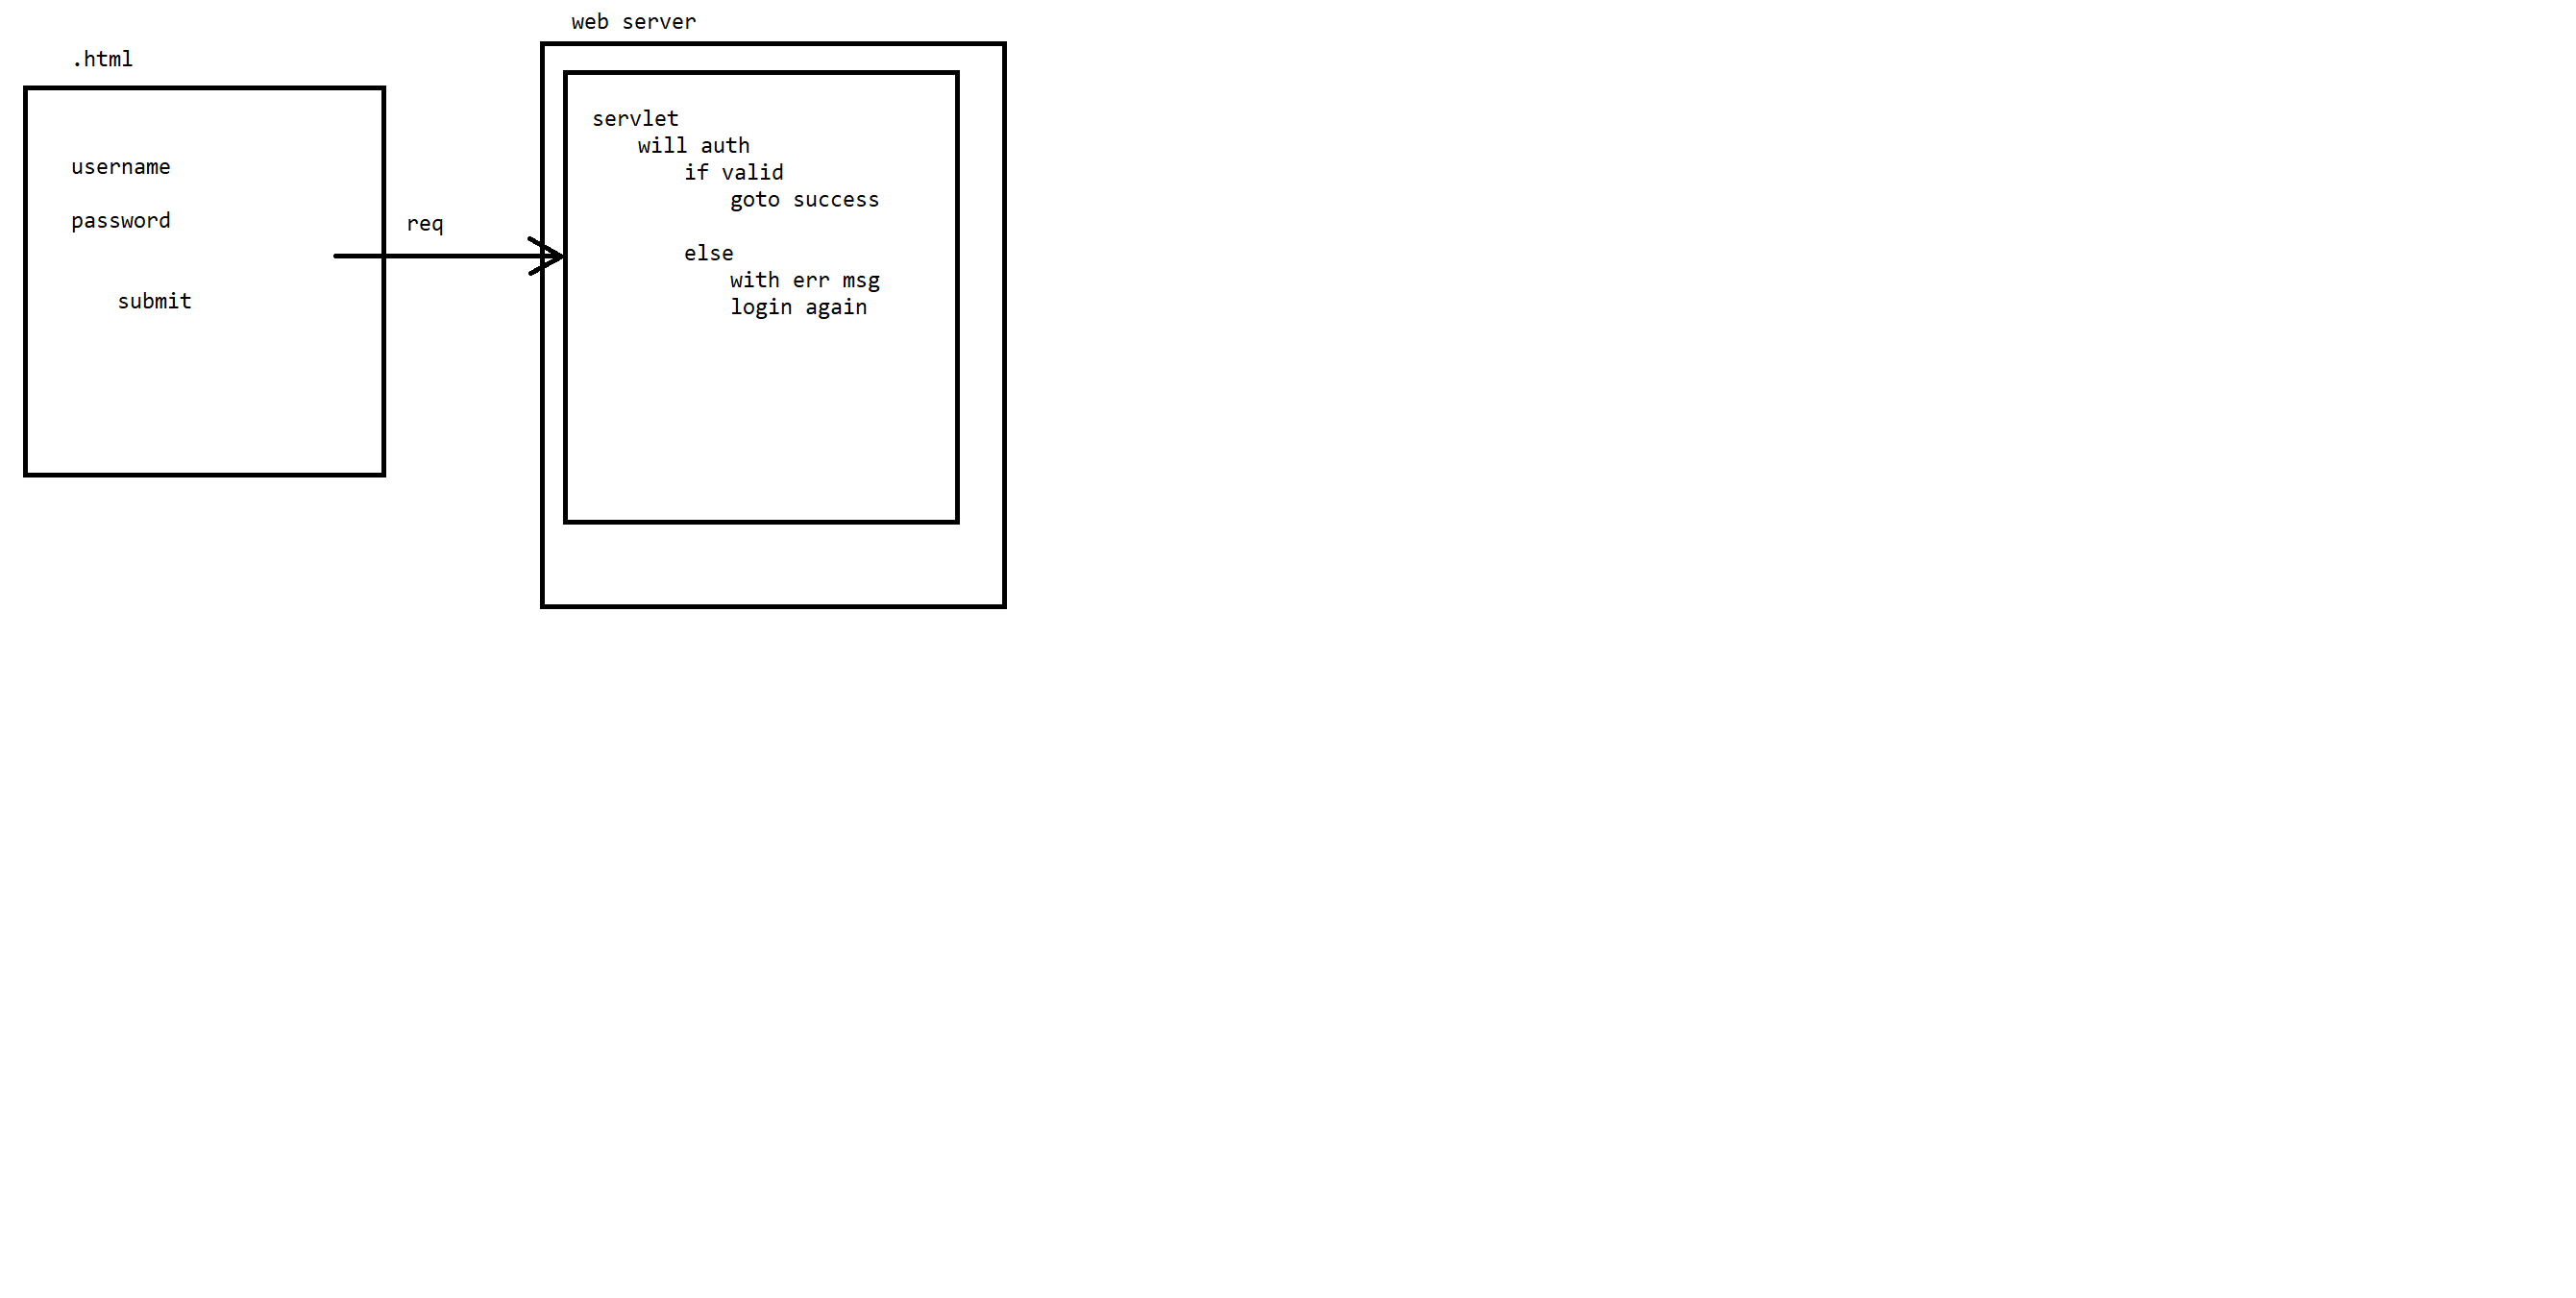 .html
username
password
submit
req
web server
servlet
will auth
if valid
goto success
else
with err msg
login again